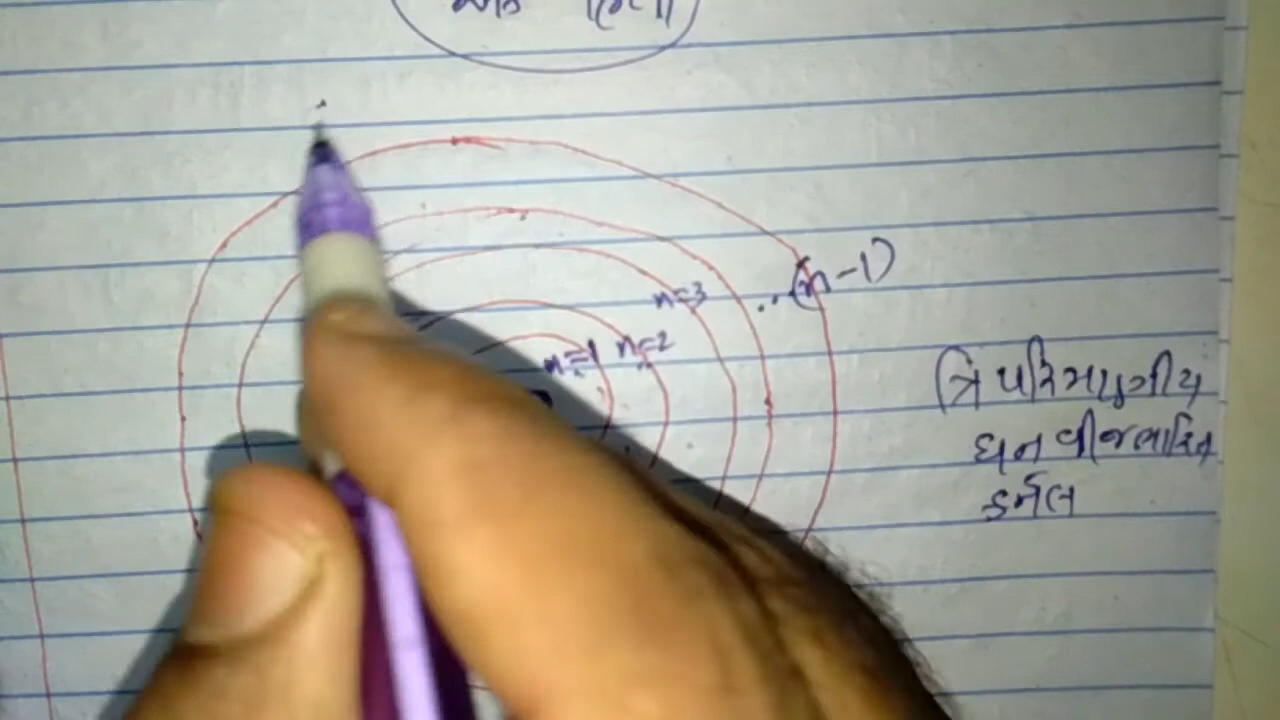 n=3
...(n-1)
n=1
n=2
ત્રિ પરિમાણીય
ધન વીજભારિત
કર્નલ